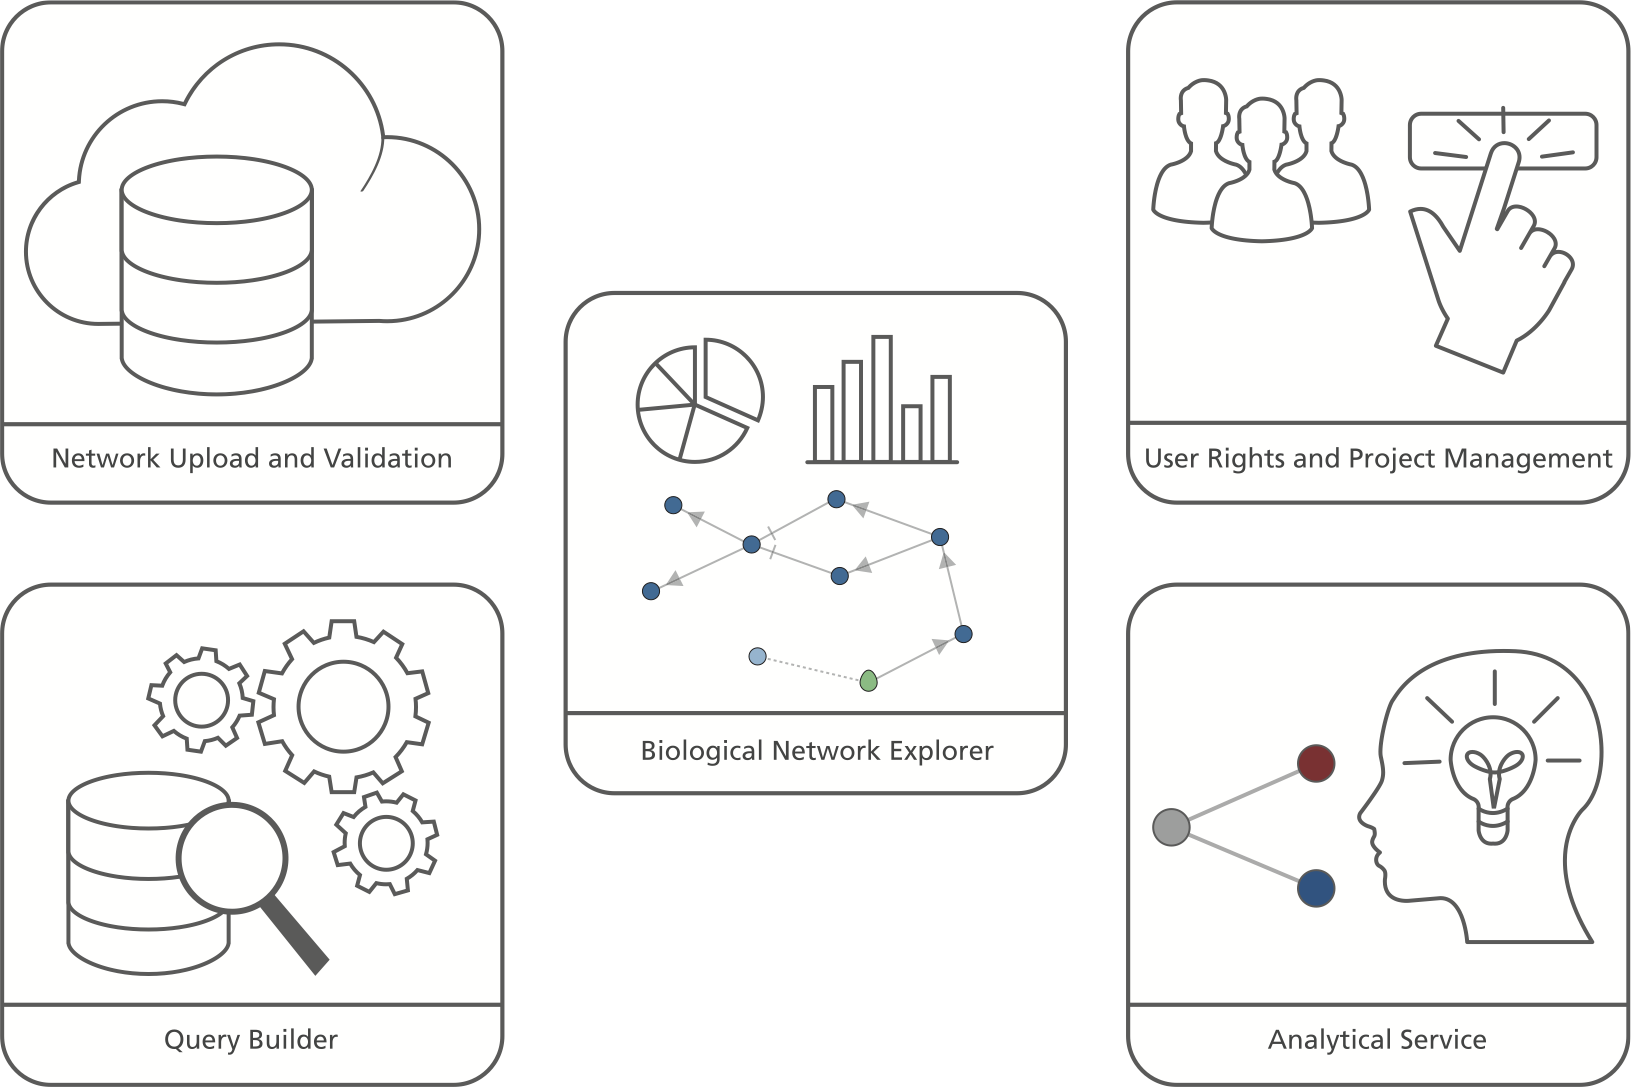 Network Upload and Validation
User Rights and Project Management
Biological Network Explorer
Query Builder
Analytical Service